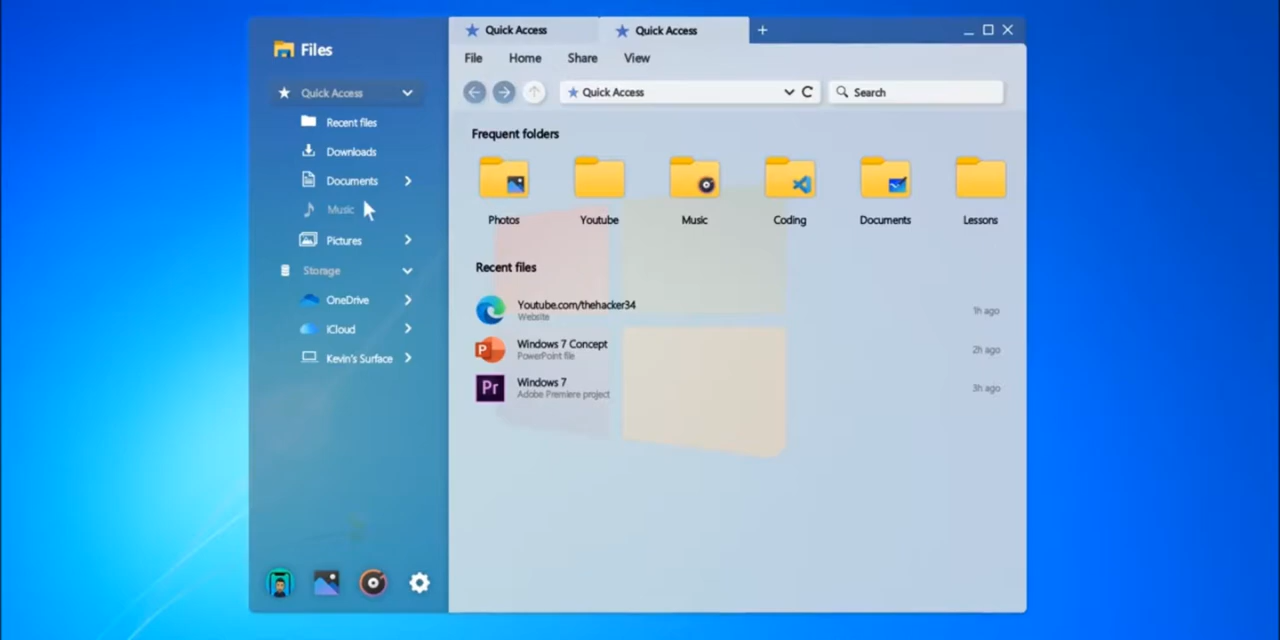 Files
Quick Access
Recent files
Downloads
Documents
Music
Pictures
Storage
OneDrive
iCloud
Kevin's Surface
Quick Access
Quick Access
File Home Share View
Quick Access
Search
Frequent folders
Photos Youtube Music Coding Documents Lessons
Recent files
Youtube.com/thehacker34 1h ago
Website
Windows 7 Concept 2h ago
PowerPoint file
Windows 7 3h ago
Adobe Premiere project
P
Pr